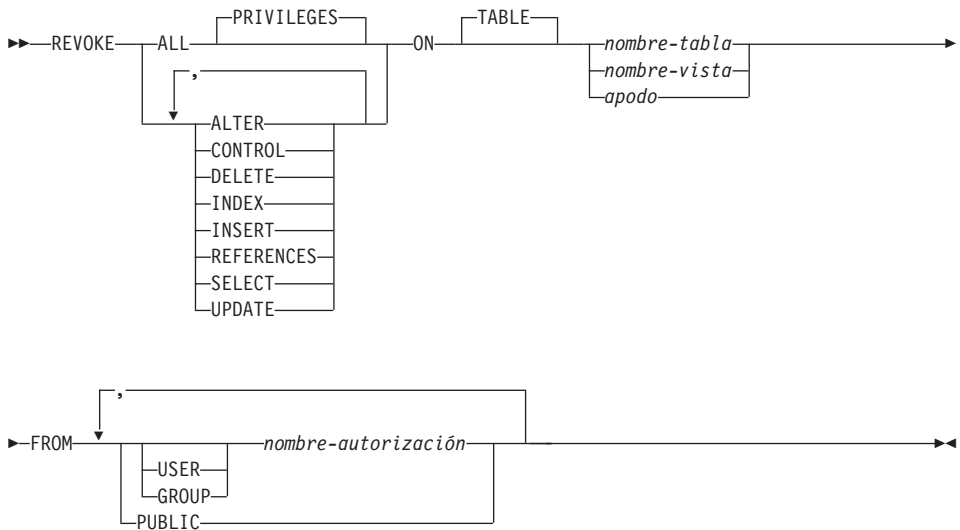 PRIVILEGES TABLE
REVOKE ALL ON nombre-tabla
, nombre-vista
apodo
ALTER
CONTROL
DELETE
INDEX
INSERT
REFERENCES
SELECT
UPDATE
,
FROM nombre-autorización
USER
GROUP
PUBLIC